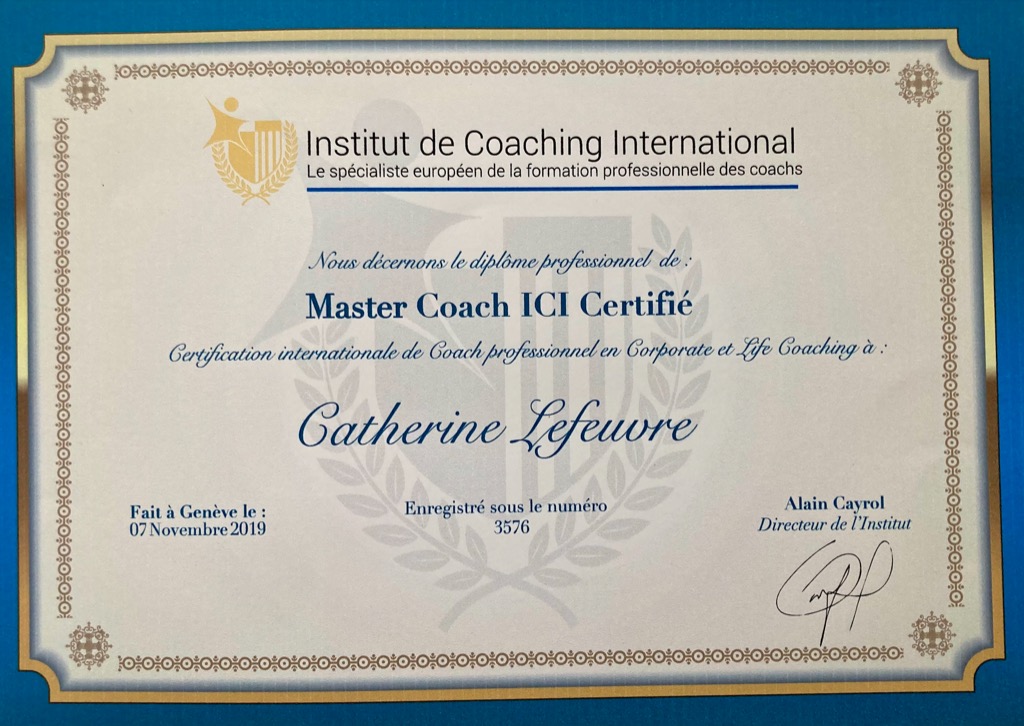 Institut de Coaching International
Le spécialiste européen de la formation professionnelle des coachs
Nous décernons le diplôme professionnel de :
Master Coach ICI Certifié
Certification internationale de Coach professionnel en Corporate et Life Coaching à :
Catherine Lefeuvre
Fait à Genève le :
07 Novembre 2019
Enregistré sous le numéro
3576
Alain Cayrol
Directeur de l'Institut